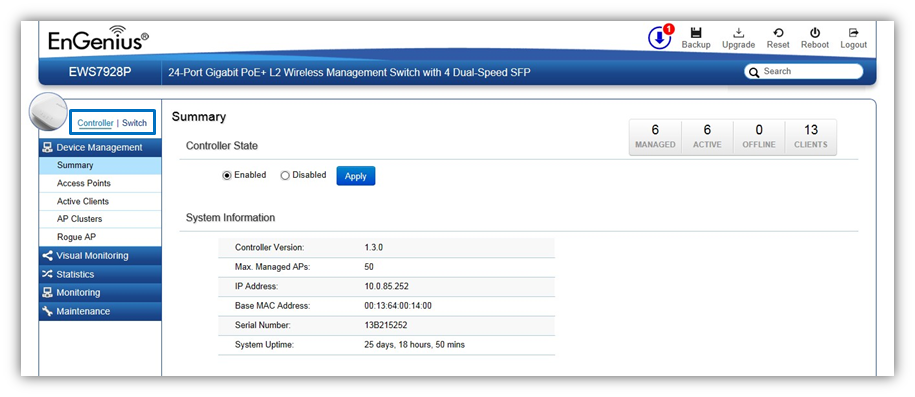 EnGenius®
1
Backup Upgrade Reset Reboot Logout
EWS7928P
24-Port Gigabit PoE+ L2 Wireless Management Switch with 4 Dual-Speed SFP
Search
Controller | Switch
Device Management
Summary
Access Points
Active Clients
AP Clusters
Rogue AP
Visual Monitoring
Statistics
Monitoring
Maintenance
Summary
6 6 0 13
MANAGED ACTIVE OFFLINE CLIENTS
Controller State
Enabled Disabled Apply
System Information
Controller Version: 1.3.0
Max. Managed APs: 50
IP Address: 10.0.85.252
Base MAC Address: 00:13:64:00:14:00
Serial Number: 13B215252
System Uptime: 25 days, 18 hours, 50 mins